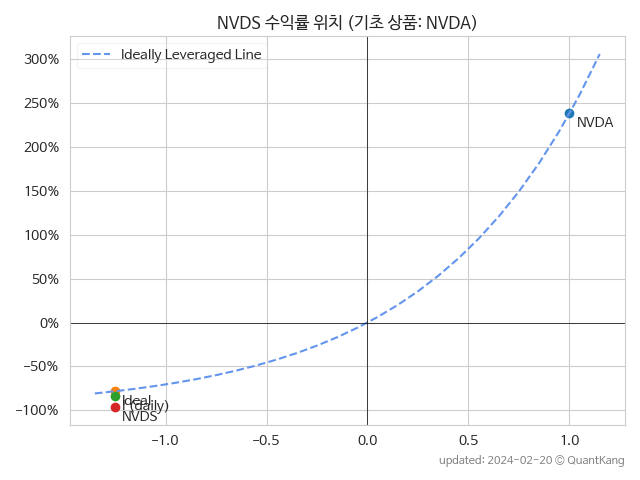 NVDS 수익률 위치 (기초 상품: NVDA)
Ideally Leveraged Line
300%
250%
200%
150%
100%
50%
0%
−50%
−100%
NVDA
Ideal
(daily)
NVDS
−1.0
−0.5
0.0
0.5
1.0
updated: 2024-02-20 © QuantKang